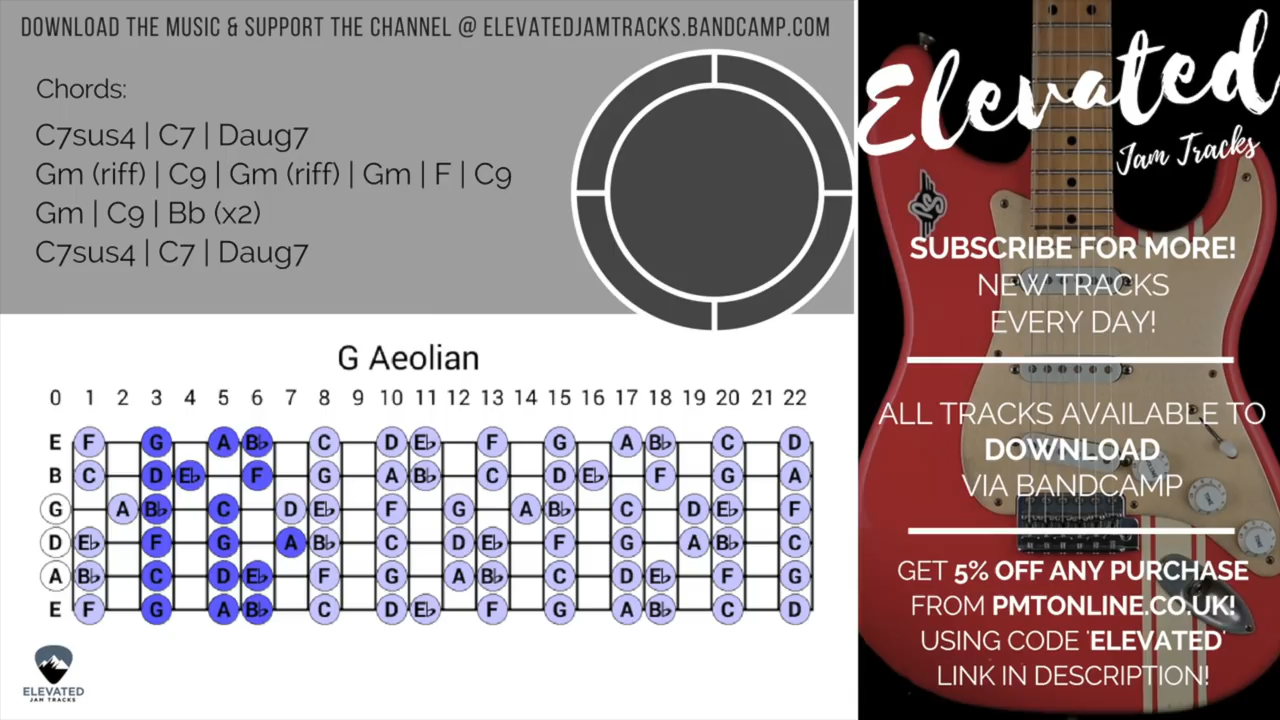 DOWNLOAD THE MUSIC & SUPPORT THE CHANNEL @ ELEVATEDJAMTRACKS.BANDCAMP.COM
Chords:
C7sus4 | C7 | Daug7
Gm (riff) | C9 | Gm (riff) | Gm | F | C9
Gm | C9 | Bb (x2)
C7sus4 | C7 | Daug7
G Aeolian
0 1 2 3 4 5 6 7 8 9 10 11 12 13 14 15 16 17 18 19 20 21 22
E F G A B♭ C D E♭ F G A B♭ C D
B C D E♭ F G A B♭ C D E♭ F G A
G A B♭ C D E♭ F G A B♭ C D E♭ F
D E♭ F G A B♭ C D E♭ F G A B♭ C
A B♭ C D E♭ F G A B♭ C D E♭ F G
E F G A B♭ C D E♭ F G A B♭ C D
ELEVATED
JAM TRACKS
Elevated
Jam Tracks
SUBSCRIBE FOR MORE!
NEW TRACKS
EVERY DAY!
ALL TRACKS AVAILABLE TO
DOWNLOAD
VIA BANDCAMP
GET 5% OFF ANY PURCHASE
FROM PMTONLINE.CO.UK!
USING CODE 'ELEVATED'
LINK IN DESCRIPTION!